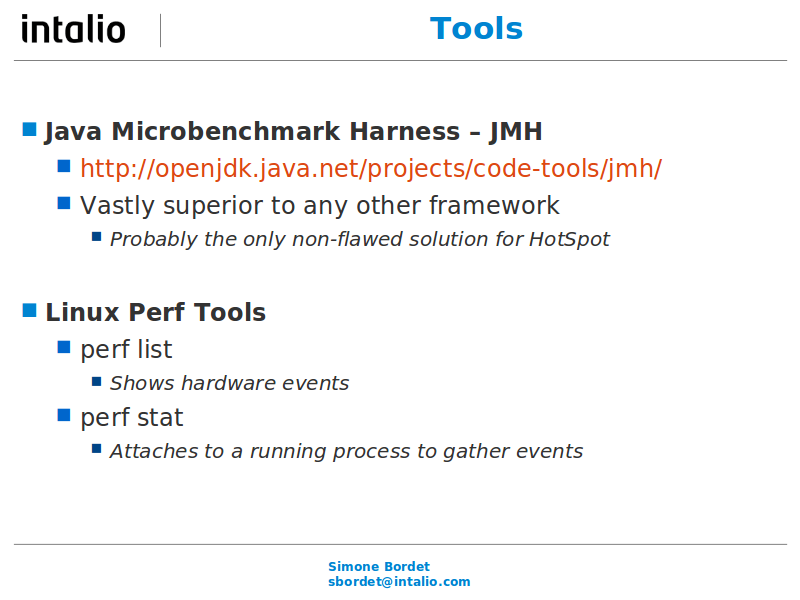 intalio
Tools
Java Microbenchmark Harness – JMH
http://openjdk.java.net/projects/code-tools/jmh/
Vastly superior to any other framework
Probably the only non-flawed solution for HotSpot
Linux Perf Tools
perf list
Shows hardware events
perf stat
Attaches to a running process to gather events
Simone Bordet
sbordet@intalio.com